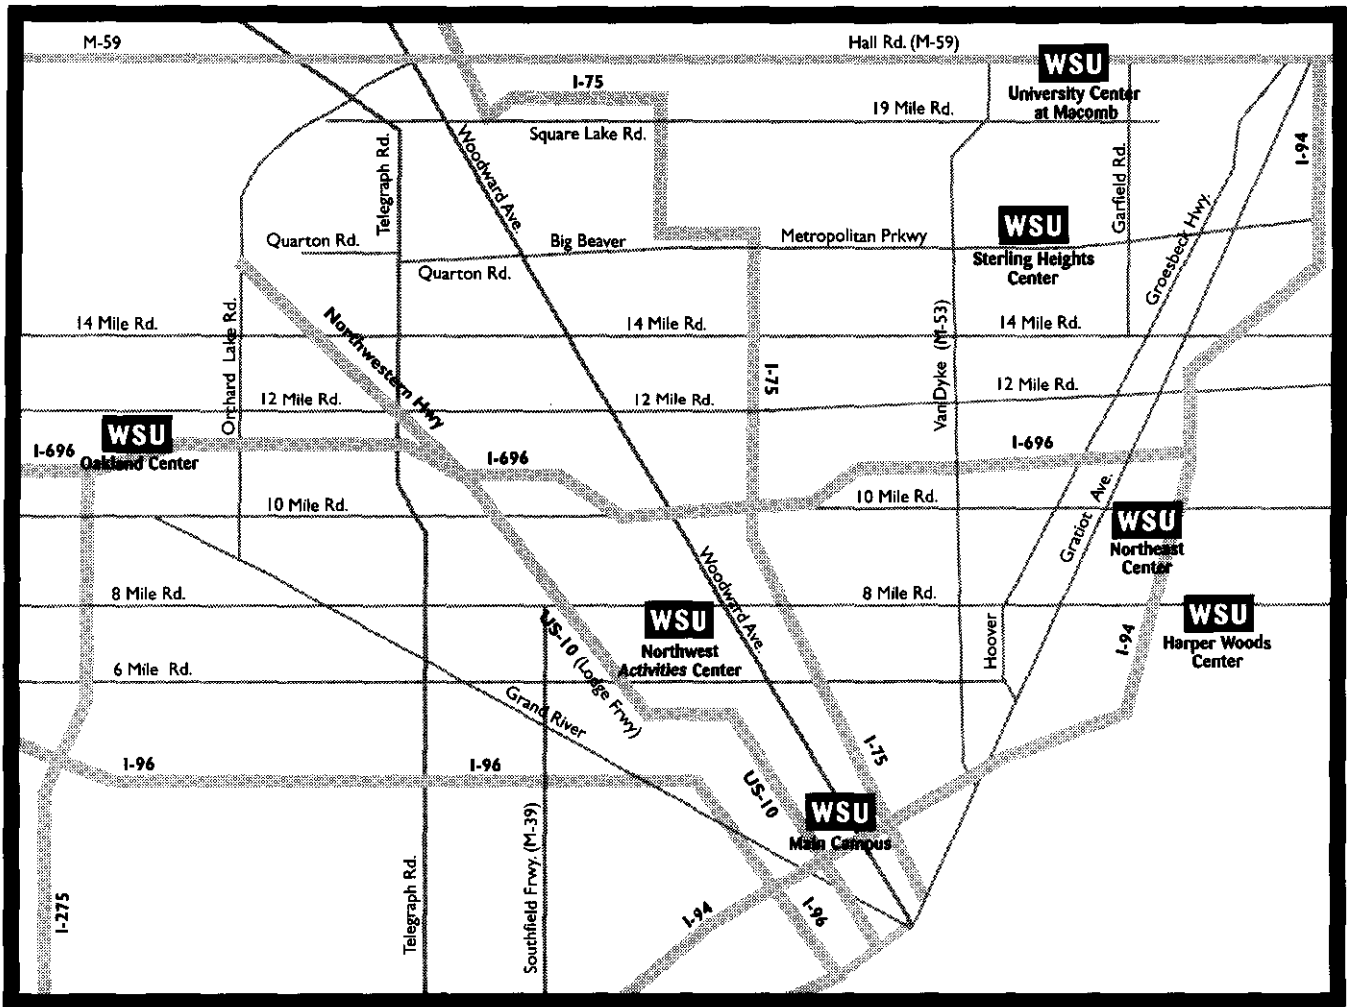 M-59
Hall Rd. (M-59)
WSU
University Center
at Macomb
I-75
19 Mile Rd.
Square Lake Rd.
Woodward Ave.
Telegraph Rd.
Garfield Rd.
I-94
WSU
Sterling Heights
Center
Groesbeck Hwy.
Quarton Rd.
Big Beaver
Metropolitan Prkwy
Quarton Rd.
14 Mile Rd.
Northwestern Hwy
14 Mile Rd.
14 Mile Rd.
Orchard Lake Rd.
Van Dyke (M-53)
I-75
12 Mile Rd.
12 Mile Rd.
12 Mile Rd.
WSU
Oakland Center
I-696
I-696
I-696
10 Mile Rd.
10 Mile Rd.
Gratiot Ave.
WSU
Northeast
Center
Woodward Ave.
8 Mile Rd.
8 Mile Rd.
WSU
Northwest
Activities Center
US-10 (Lodge Frwy)
Hoover
I-94
WSU
Harper Woods
Center
6 Mile Rd.
Grand River
I-75
I-96
I-96
US-10
WSU
Main Campus
Southfield Frwy. (M-39)
Telegraph Rd.
I-275
I-94
I-96